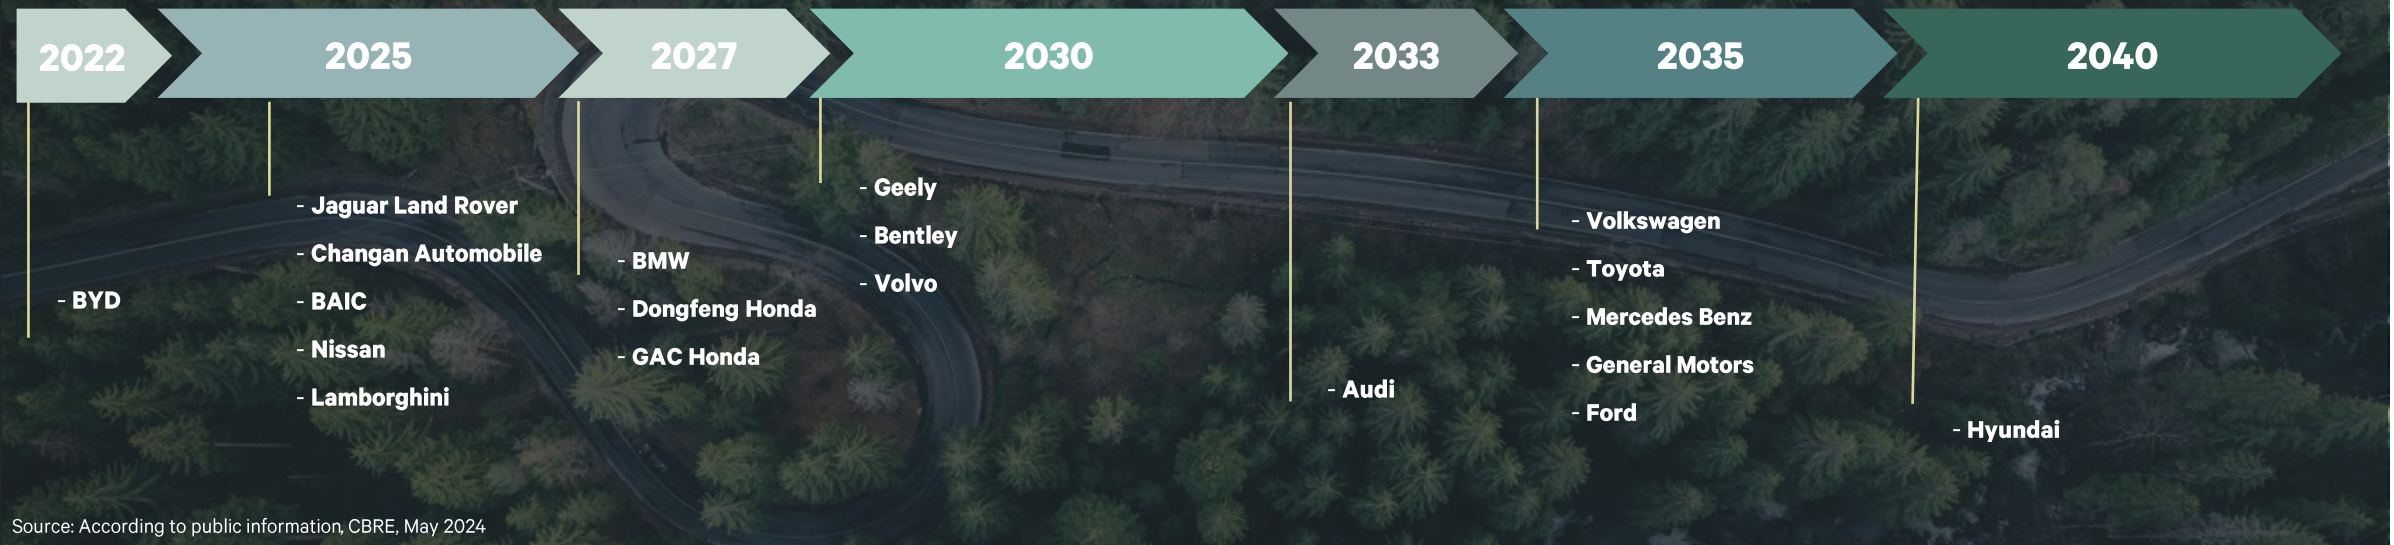 2022
2025
2027
2030
2033
2035
2040
- BYD
- Jaguar Land Rover
- Changan Automobile
- BAIC
- Nissan
- Lamborghini
- BMW
- Dongfeng Honda
- GAC Honda
- Geely
- Bentley
- Volvo
- Audi
- Volkswagen
- Toyota
- Mercedes Benz
- General Motors
- Ford
- Hyundai
Source: According to public information, CBRE, May 2024